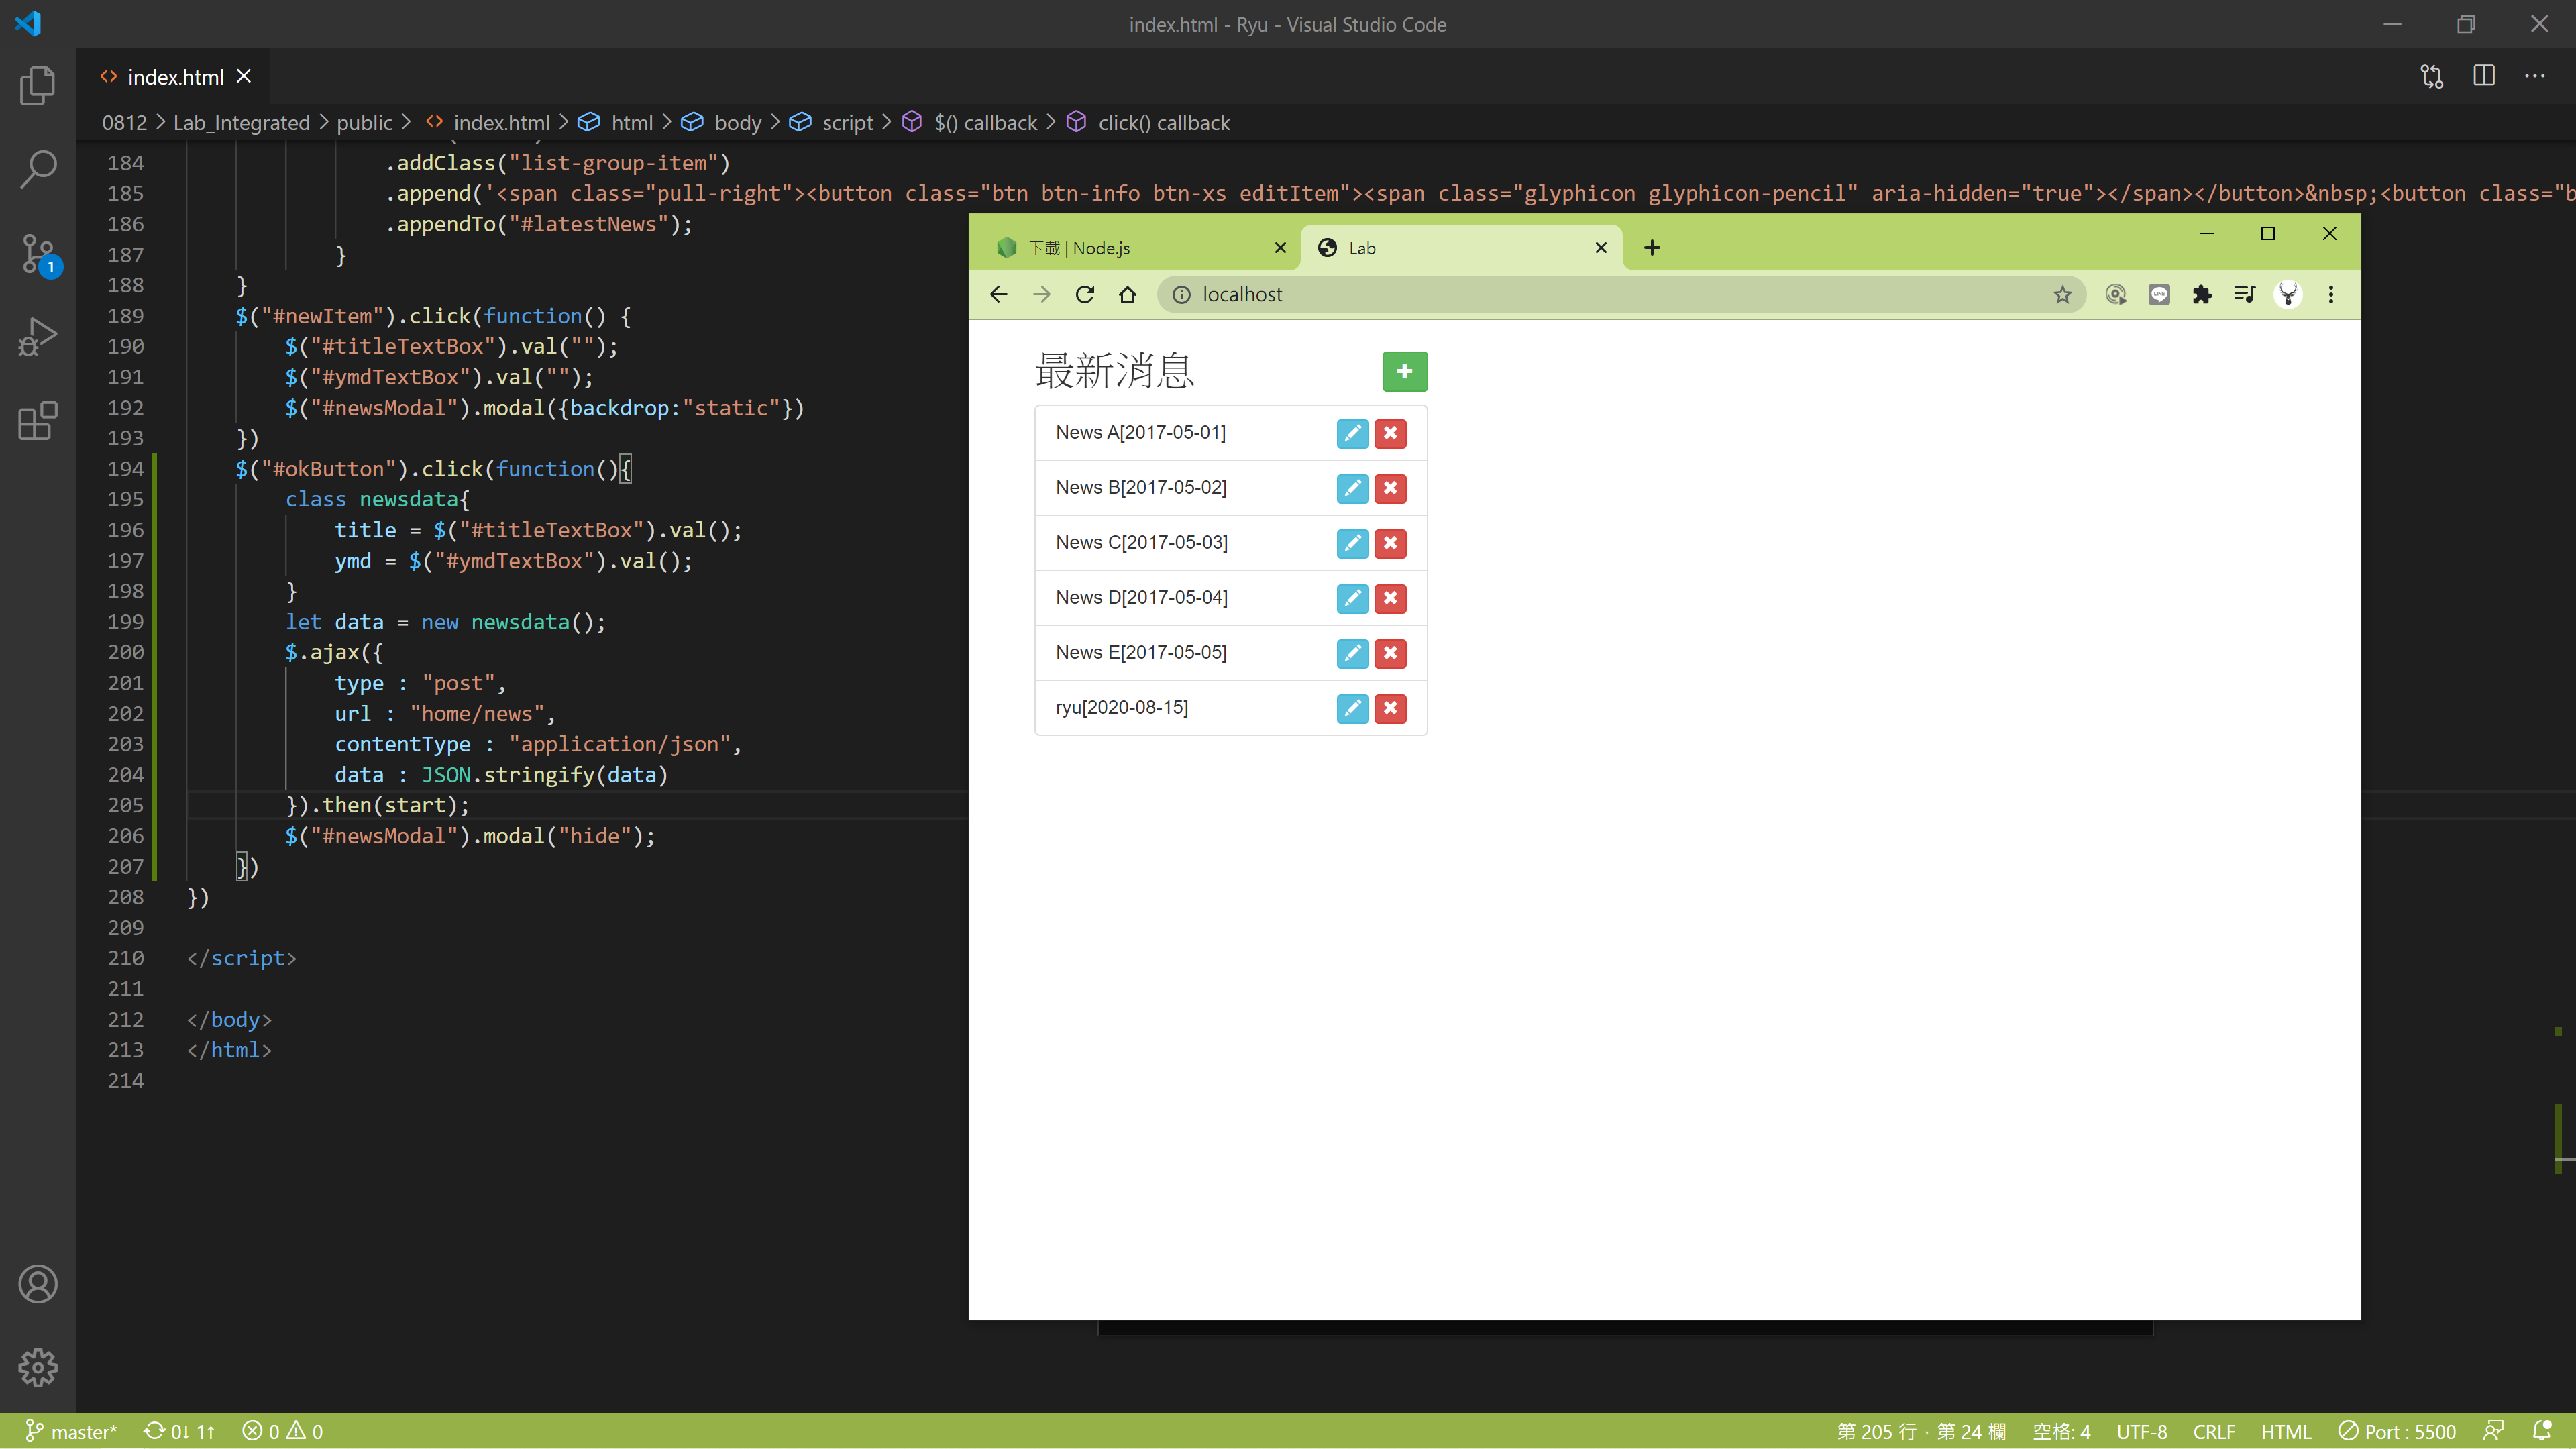 index.html - Ryu - Visual Studio Code
index.html
0812 > Lab_Integrated > public > index.html > html > body > script > $() callback > click() callback
184 .addClass("list-group-item")
185 .append('<span class="pull-right"><button class="btn btn-info btn-xs editItem"><span class="glyphicon glyphicon-pencil" aria-hidden="true"></span></button>&nbsp;<button class="b
186 .appendTo("#latestNews");
187 }
188 }
189 $("#newItem").click(function() {
190 $("#titleTextBox").val("");
191 $("#ymdTextBox").val("");
192 $("#newsModal").modal({backdrop:"static"})
193 })
194 $("#okButton").click(function(){
195 class newsdata{
196 title = $("#titleTextBox").val();
197 ymd = $("#ymdTextBox").val();
198 }
199 let data = new newsdata();
200 $.ajax({
201 type : "post",
202 url : "home/news",
203 contentType : "application/json",
204 data : JSON.stringify(data)
205 }).then(start);
206 $("#newsModal").modal("hide");
207 })
208 })
209
210 </script>
211
212 </body>
213 </html>
214
下載 | Node.js
Lab
localhost
LINE
最新消息
News A[2017-05-01]
News B[2017-05-02]
News C[2017-05-03]
News D[2017-05-04]
News E[2017-05-05]
ryu[2020-08-15]
1
master* 0↓ 1↑ 0 0
第 205 行，第 24 欄 空格: 4 UTF-8 CRLF HTML Port : 5500